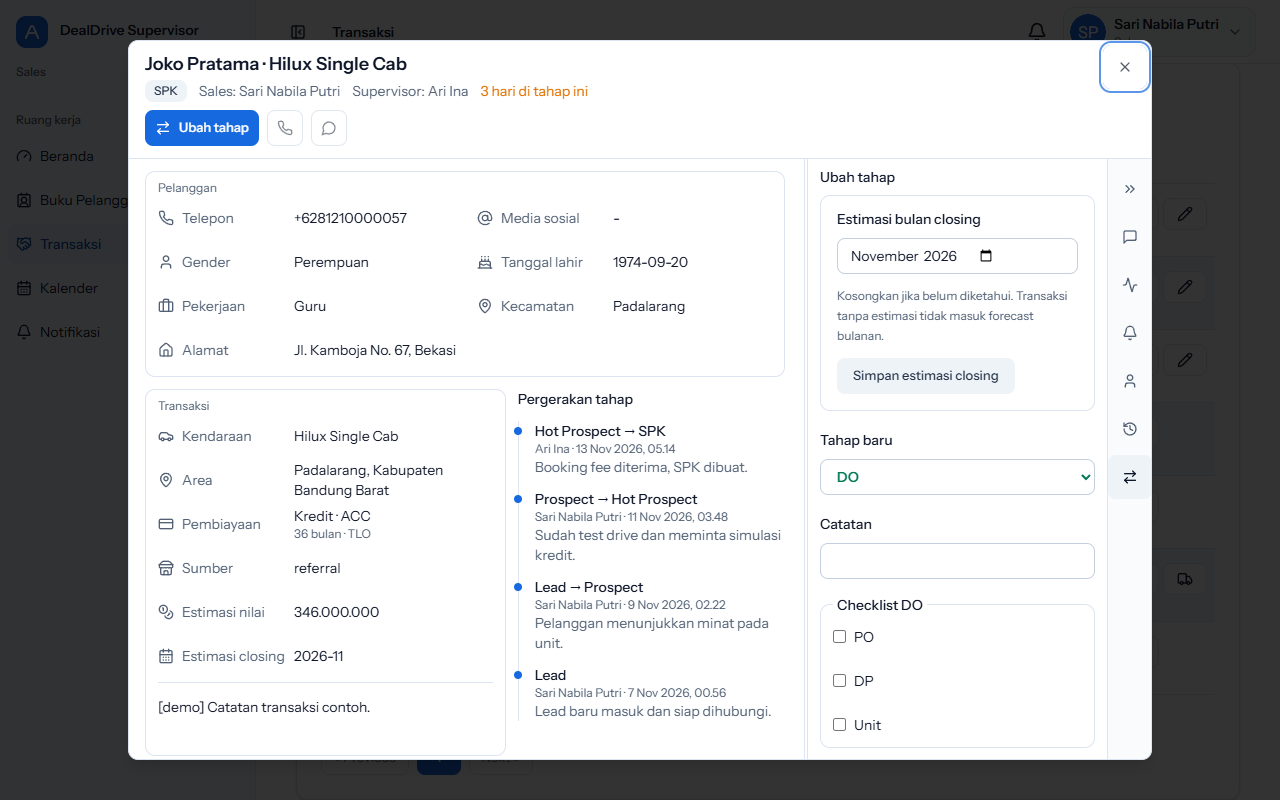 DealDrive Supervisor
Sales
Ruang kerja
Beranda
Buku Pelangg
Transaksi
Kalender
Notifikasi
Transaksi
SP
Sari Nabila Putri
Joko Pratama · Hilux Single Cab
SPK
Sales: Sari Nabila Putri
Supervisor: Ari Ina
3 hari di tahap ini
Ubah tahap
Pelanggan
Telepon
+6281210000057
Media sosial
-
Gender
Perempuan
Tanggal lahir
1974-09-20
Pekerjaan
Guru
Kecamatan
Padalarang
Alamat
Jl. Kamboja No. 67, Bekasi
Transaksi
Kendaraan
Hilux Single Cab
Area
Padalarang, Kabupaten
Bandung Barat
Pembiayaan
Kredit · ACC
36 bulan · TLO
Sumber
referral
Estimasi nilai
346.000.000
Estimasi closing
2026-11
[demo] Catatan transaksi contoh.
Pergerakan tahap
Hot Prospect → SPK
Ari Ina · 13 Nov 2026, 05.14
Booking fee diterima, SPK dibuat.
Prospect → Hot Prospect
Sari Nabila Putri · 11 Nov 2026, 03.48
Sudah test drive dan meminta simulasi
kredit.
Lead → Prospect
Sari Nabila Putri · 9 Nov 2026, 02.22
Pelanggan menunjukkan minat pada
unit.
Lead
Sari Nabila Putri · 7 Nov 2026, 00.56
Lead baru masuk dan siap dihubungi.
Ubah tahap
Estimasi bulan closing
November 2026
Kosongkan jika belum diketahui. Transaksi
tanpa estimasi tidak masuk forecast
bulanan.
Simpan estimasi closing
Tahap baru
DO
Catatan
Checklist DO
PO
DP
Unit